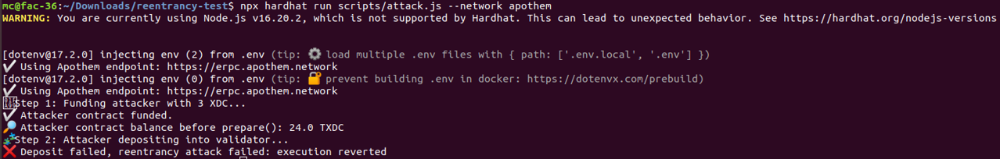 mc@fac-36:~/Downloads/reentrancy-test$ npx hardhat run scripts/attack.js --network apothem
WARNING: You are currently using Node.js v16.20.2, which is not supported by Hardhat. This can lead to unexpected behavior. See https://hardhat.org/nodejs-versions
[dotenv@17.2.0] injecting env (2) from .env (tip: ⚙️ load multiple .env files with { path: ['.env.local', '.env'] })
✔ Using Apothem endpoint: https://erpc.apothem.network
[dotenv@17.2.0] injecting env (0) from .env (tip: 🔐 prevent building .env in docker: https://dotenvx.com/prebuild)
✔ Using Apothem endpoint: https://erpc.apothem.network
Step 1: Funding attacker with 3 XDC...
✔ Attacker contract funded.
🔎 Attacker contract balance before prepare(): 24.0 TXDC
🧩Step 2: Attacker depositing into validator...
❌ Deposit failed, reentrancy attack failed: execution reverted